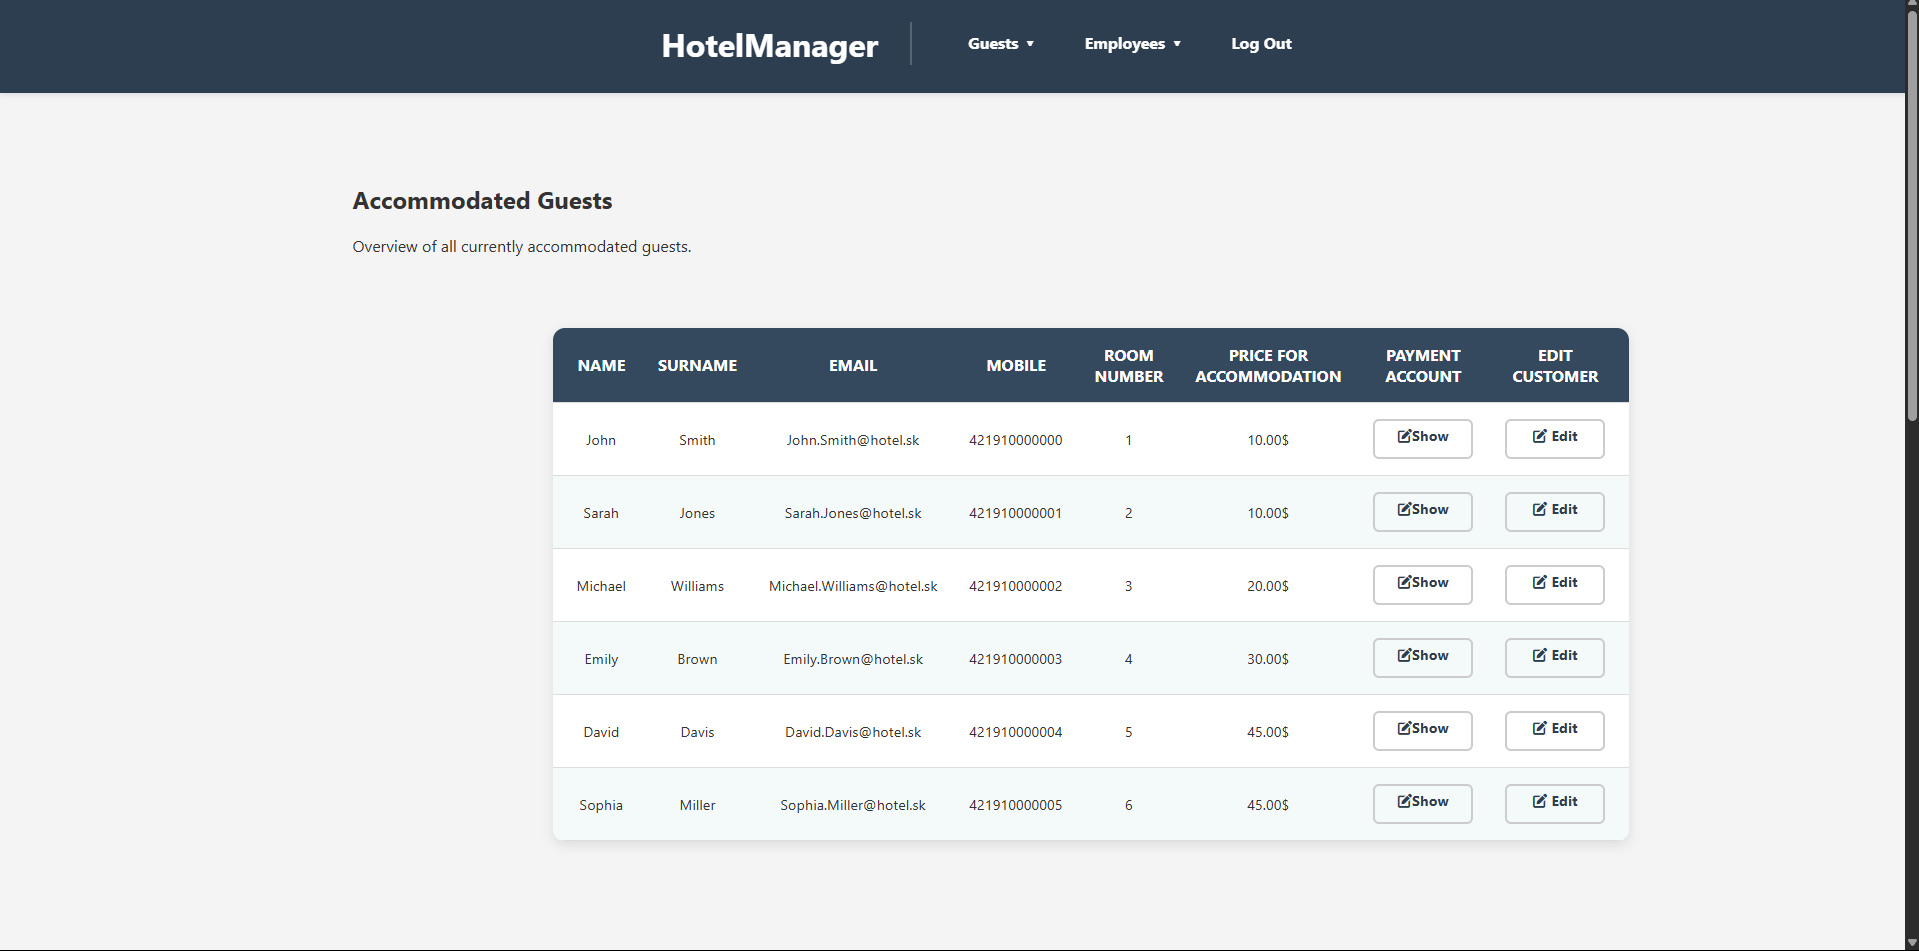 HotelManager Guests ▼ Employees ▼ Log Out
Accommodated Guests
Overview of all currently accommodated guests.
NAME SURNAME EMAIL MOBILE ROOM NUMBER PRICE FOR ACCOMMODATION PAYMENT ACCOUNT EDIT CUSTOMER
John Smith John.Smith@hotel.sk 421910000000 1 10.00$ Show Edit
Sarah Jones Sarah.Jones@hotel.sk 421910000001 2 10.00$ Show Edit
Michael Williams Michael.Williams@hotel.sk 421910000002 3 20.00$ Show Edit
Emily Brown Emily.Brown@hotel.sk 421910000003 4 30.00$ Show Edit
David Davis David.Davis@hotel.sk 421910000004 5 45.00$ Show Edit
Sophia Miller Sophia.Miller@hotel.sk 421910000005 6 45.00$ Show Edit